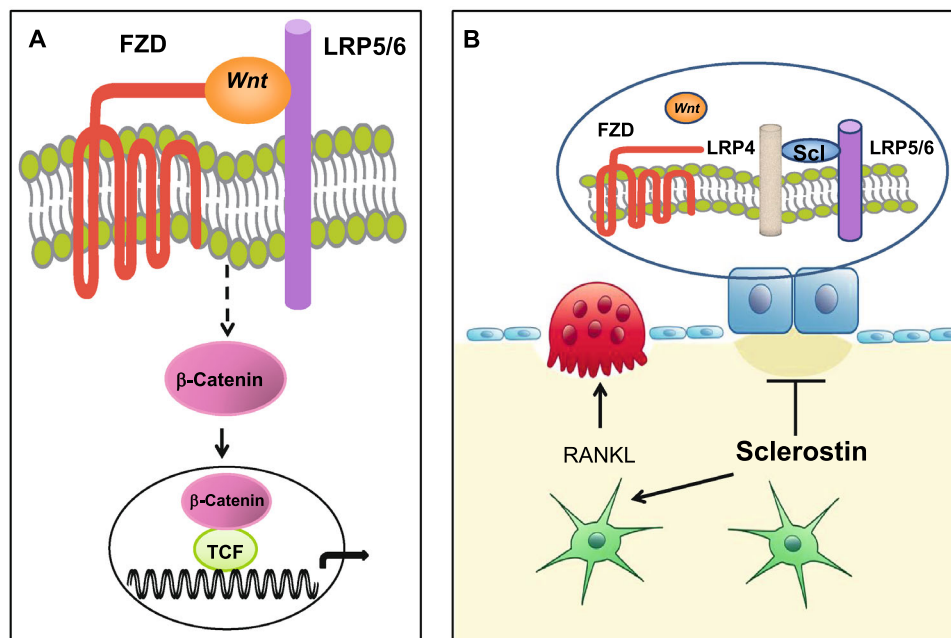 A
FZD
LRP5/6
Wnt
β-Catenin
β-Catenin
TCF
B
Wnt
FZD
LRP4
Scl
LRP5/6
RANKL
Sclerostin